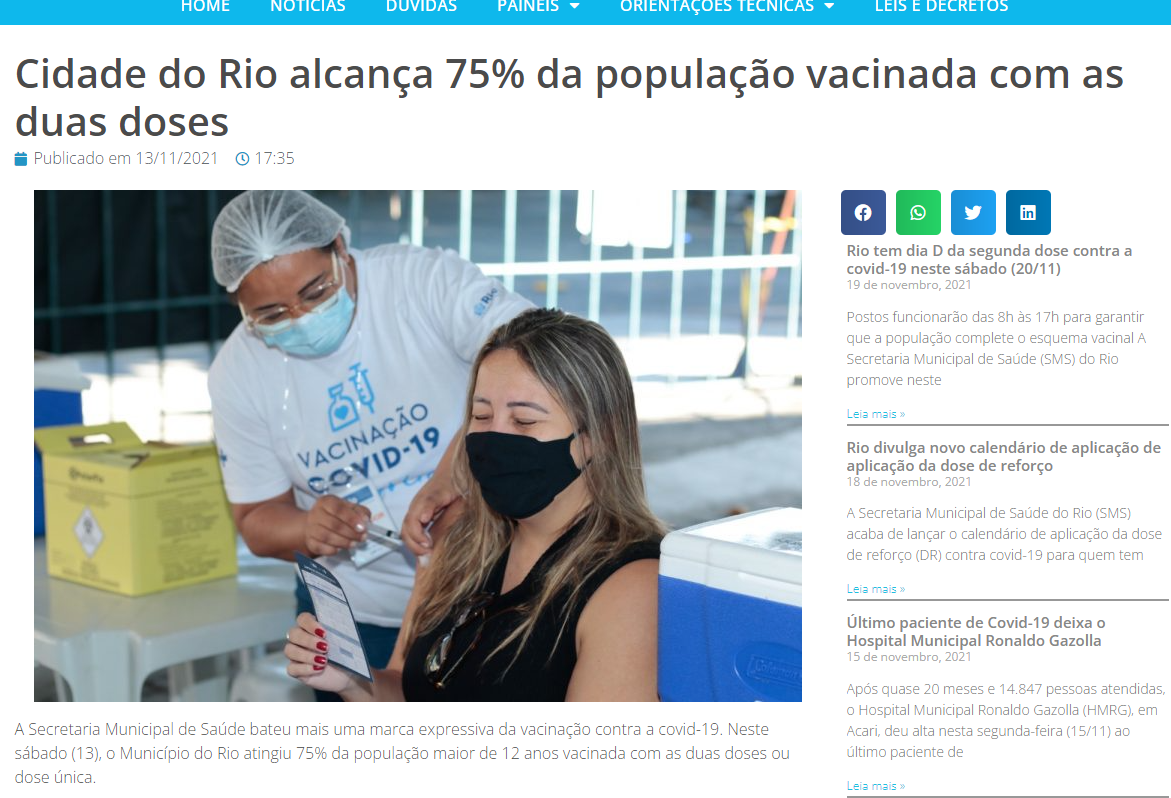 HOME NOTÍCIAS DÚVIDAS PAINÉIS ORIENTAÇÕES TÉCNICAS LEIS E DECRETOS
Cidade do Rio alcança 75% da população vacinada com as
duas doses
Publicado em 13/11/2021 17:35
VACINAÇÃO
COVID-19
A Secretaria Municipal de Saúde bateu mais uma marca expressiva da vacinação contra a covid-19. Neste
sábado (13), o Município do Rio atingiu 75% da população maior de 12 anos vacinada com as duas doses ou
dose única.
Rio tem dia D da segunda dose contra a
covid-19 neste sábado (20/11)
19 de novembro, 2021
Postos funcionarão das 8h às 17h para garantir
que a população complete o esquema vacinal A
Secretaria Municipal de Saúde (SMS) do Rio
promove neste
Leia mais »
Rio divulga novo calendário de aplicação de
aplicação da dose de reforço
18 de novembro, 2021
A Secretaria Municipal de Saúde do Rio (SMS)
acaba de lançar o calendário de aplicação da dose
de reforço (DR) contra covid-19 para quem tem
Leia mais »
Último paciente de Covid-19 deixa o
Hospital Municipal Ronaldo Gazolla
15 de novembro, 2021
Após quase 20 meses e 14.847 pessoas atendidas,
o Hospital Municipal Ronaldo Gazolla (HMRG), em
Acari, deu alta nesta segunda-feira (15/11) ao
último paciente de
Leia mais »